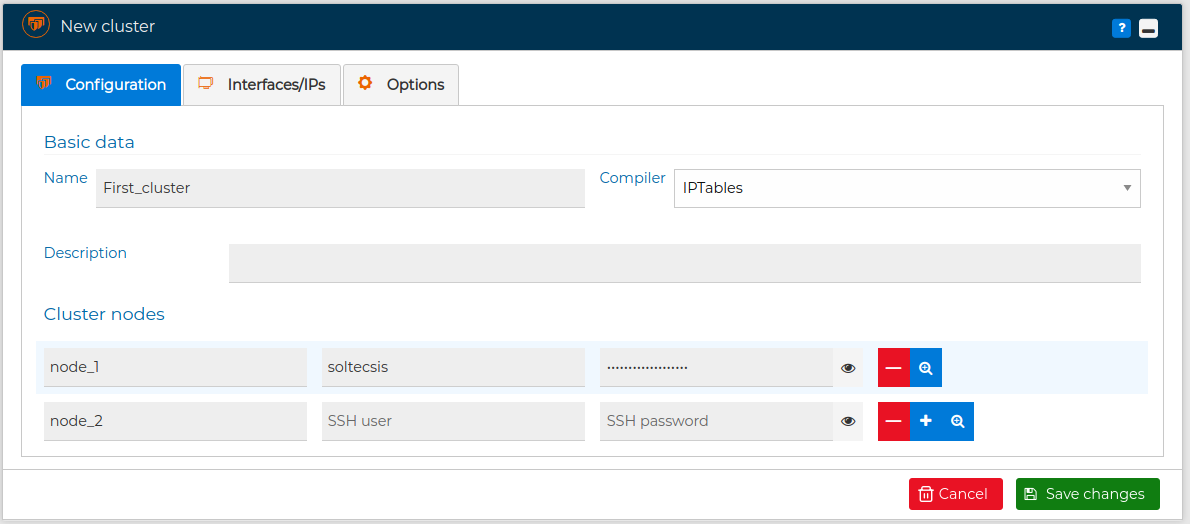 New cluster ?
Configuration Interfaces/IPs Options
Basic data
Name First_cluster Compiler IPTables
Description
Cluster nodes
node_1 soltecsis ···················
node_2 SSH user SSH password
Cancel Save changes